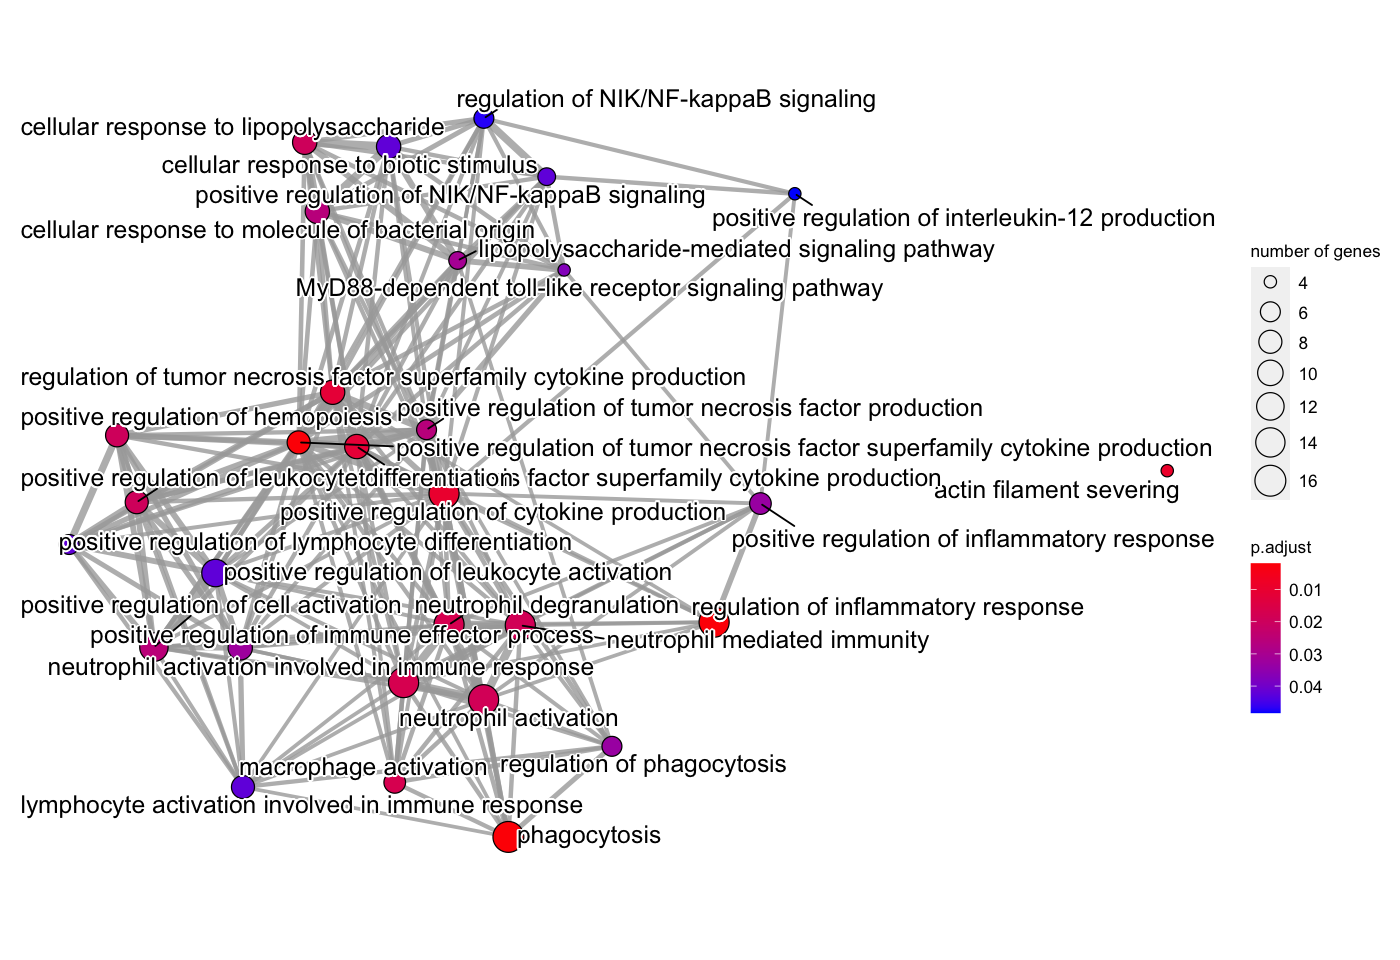 regulation of NIK/NF-kappaB signaling
cellular response to lipopolysaccharide
cellular response to biotic stimulus
positive regulation of NIK/NF-kappaB signaling
positive regulation of interleukin-12 production
cellular response to molecule of bacterial origin
lipopolysaccharide-mediated signaling pathway
MyD88-dependent toll-like receptor signaling pathway
regulation of tumor necrosis factor superfamily cytokine production
positive regulation of hemopoiesis
positive regulation of tumor necrosis factor production
positive regulation of tumor necrosis factor superfamily cytokine production
positive regulation of leukocyte differentiation
factor superfamily cytokine production
actin filament severing
positive regulation of cytokine production
positive regulation of inflammatory response
positive regulation of lymphocyte differentiation
positive regulation of leukocyte activation
positive regulation of cell activation
neutrophil degranulation
regulation of inflammatory response
positive regulation of immune effector process
neutrophil mediated immunity
neutrophil activation involved in immune response
neutrophil activation
macrophage activation
regulation of phagocytosis
lymphocyte activation involved in immune response
phagocytosis
number of genes
4
6
8
10
12
14
16
p.adjust
0.01
0.02
0.03
0.04